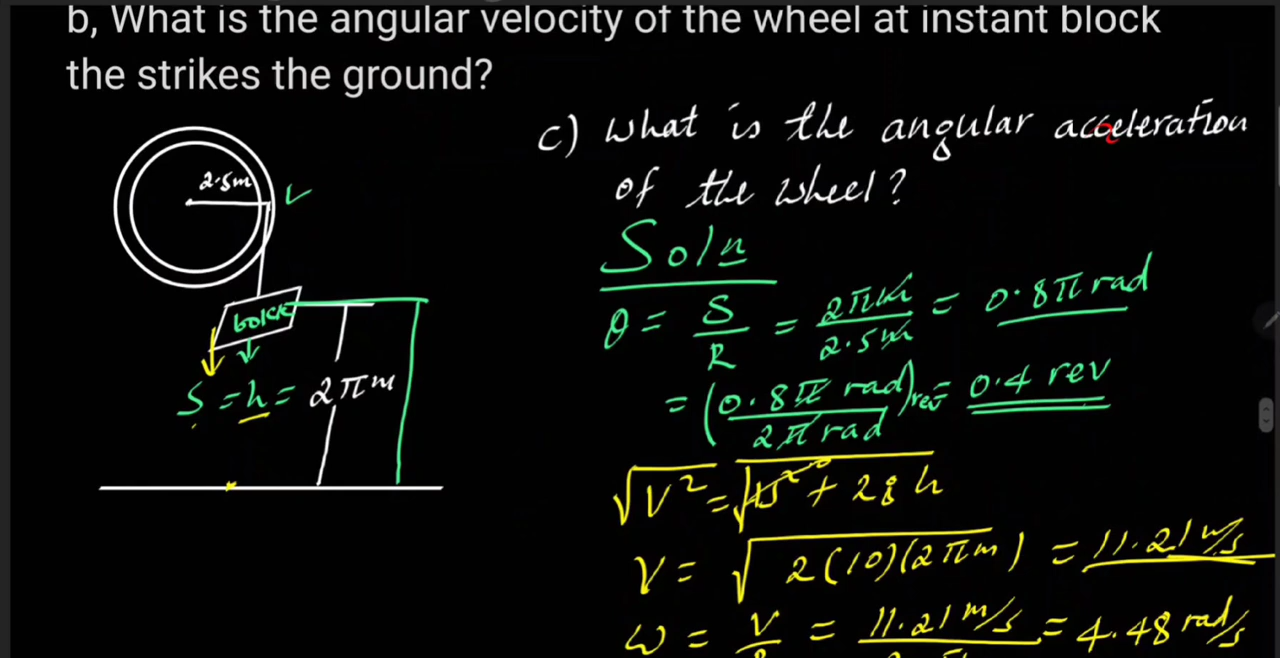 b, What is the angular velocity of the wheel at instant block
the strikes the ground?
c) what is the angular acceleration
of the wheel?
2.5m
Soln
θ = S/R = 2πm/2.5m = 0.8π rad
= (0.8π rad/2π rad)rev = 0.4 rev
block
S = h = 2πm
√V² = √ + 2gh
V = √2(10)(2πm) = 11.21 m/s
ω = V = 11.21 m/s = 4.48 rad/s